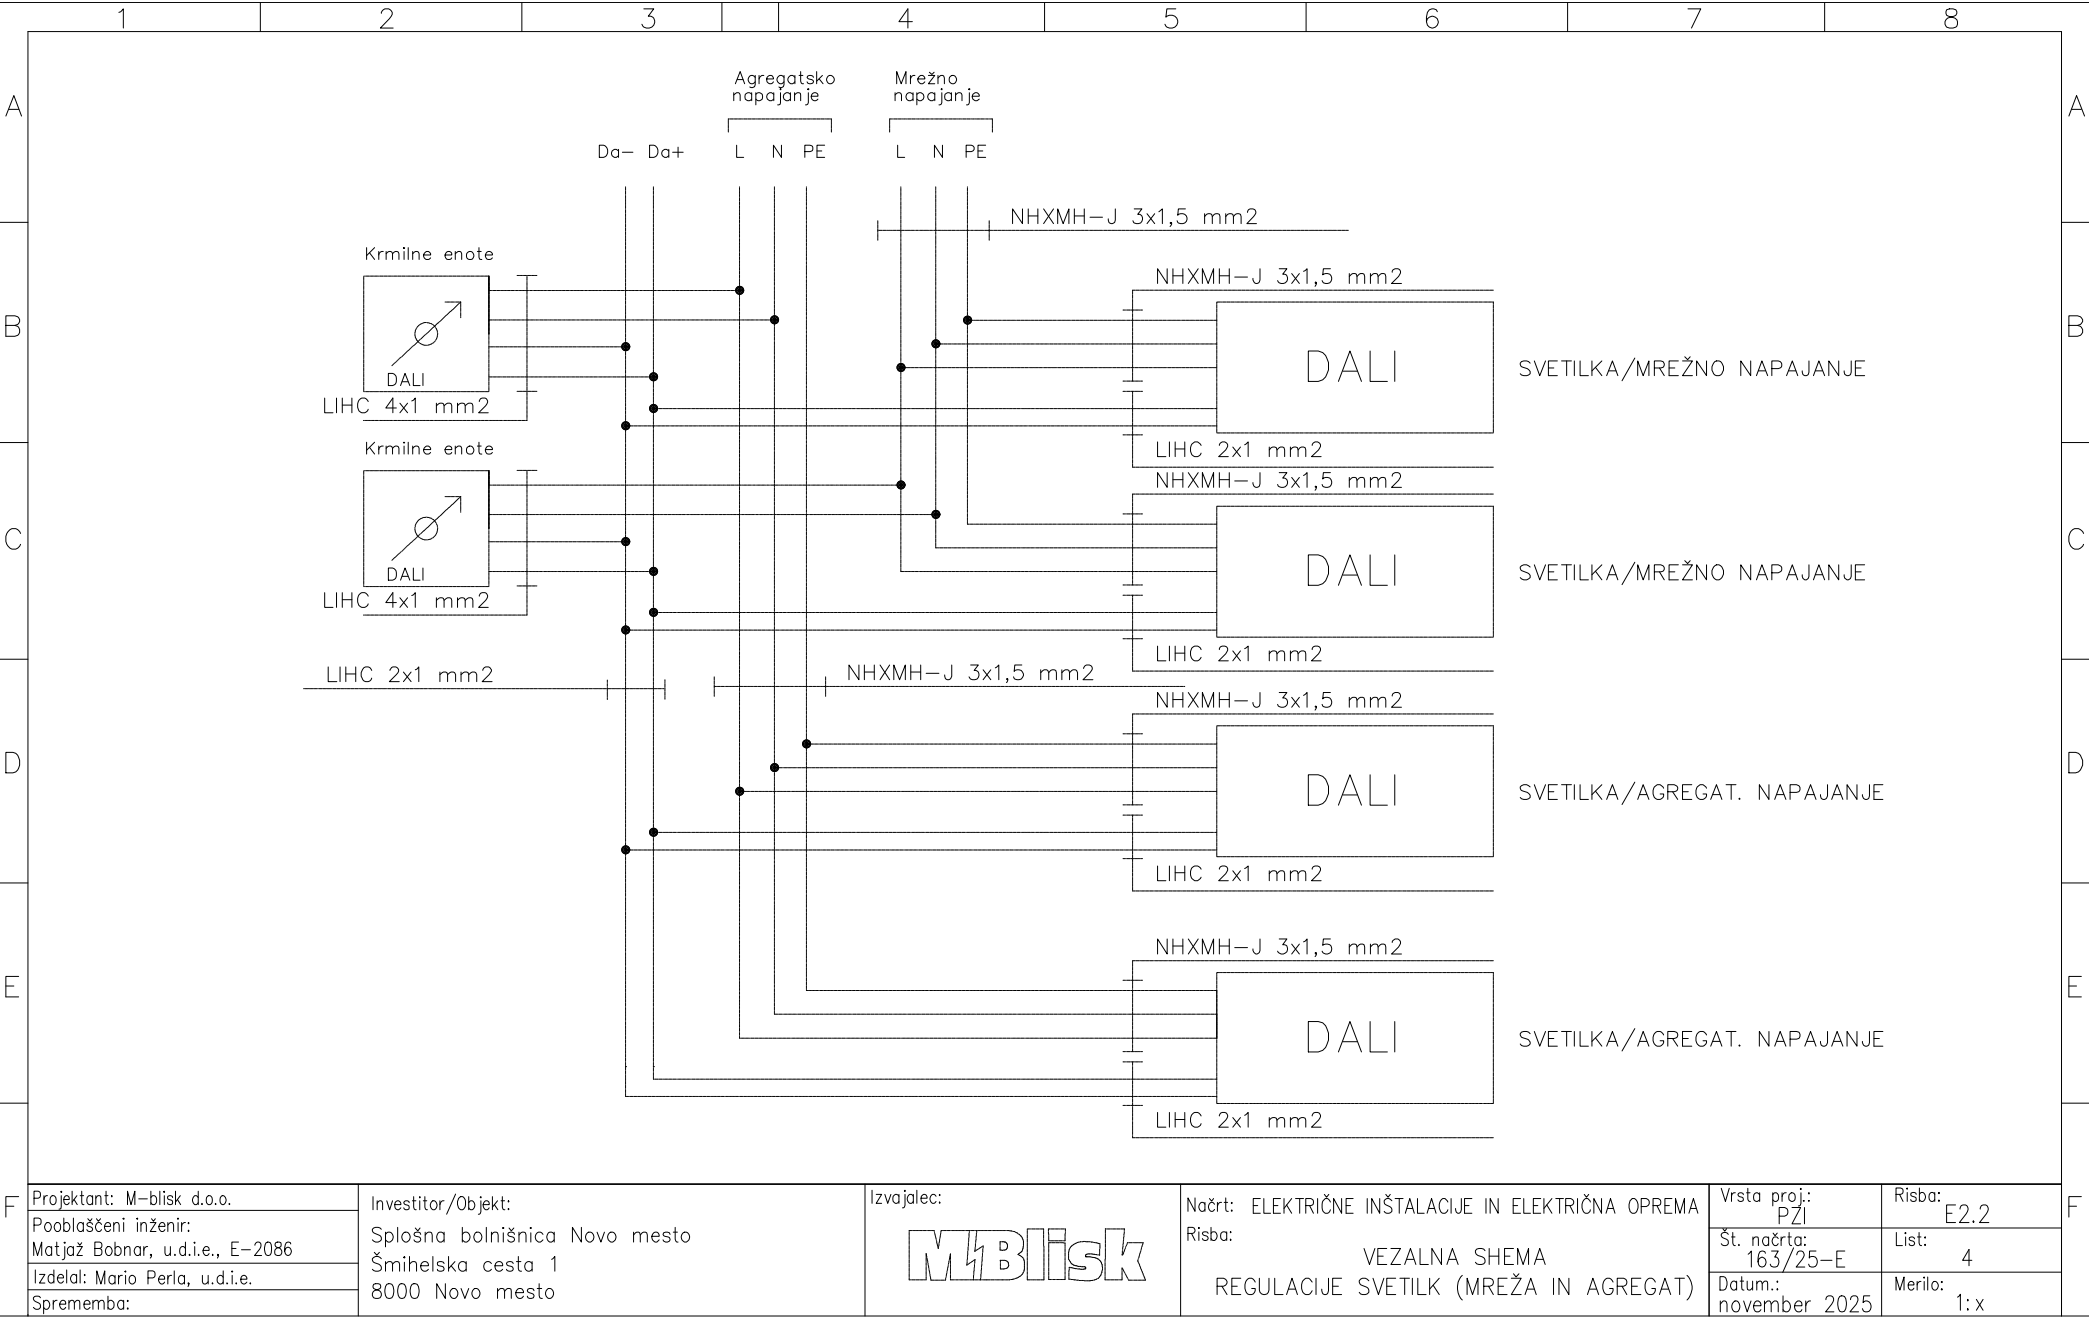 1 2 3 4 5 6 7 8
Agregatsko
napajanje
Mrežno
napajanje
A A
Da- Da+ L N PE L N PE
NHXMH-J 3x1,5 mm2
Krmilne enote
NHXMH-J 3x1,5 mm2
B B
DALI
SVETILKA/MREŽNO NAPAJANJE
DALI
LIHC 4x1 mm2
Krmilne enote
LIHC 2x1 mm2
NHXMH-J 3x1,5 mm2
C C
DALI
SVETILKA/MREŽNO NAPAJANJE
DALI
LIHC 4x1 mm2
LIHC 2x1 mm2
LIHC 2x1 mm2
NHXMH-J 3x1,5 mm2
NHXMH-J 3x1,5 mm2
D D
DALI
SVETILKA/AGREGAT. NAPAJANJE
LIHC 2x1 mm2
NHXMH-J 3x1,5 mm2
E E
DALI
SVETILKA/AGREGAT. NAPAJANJE
LIHC 2x1 mm2
F F
Projektant: M-blisk d.o.o.
Pooblaščeni inženir:
Matjaž Bobnar, u.d.i.e., E-2086
Izdelal: Mario Perla, u.d.i.e.
Sprememba:
Investitor/Objekt:
Splošna bolnišnica Novo mesto
Šmihelska cesta 1
8000 Novo mesto
Izvajalec:
M Blisk
Načrt: ELEKTRIČNE INŠTALACIJE IN ELEKTRIČNA OPREMA
Risba:
VEZALNA SHEMA
REGULACIJE SVETILK (MREŽA IN AGREGAT)
Vrsta proj.:
PZI
Št. načrta:
163/25-E
Datum.:
november 2025
Risba:
E2.2
List:
4
Merilo:
1:x